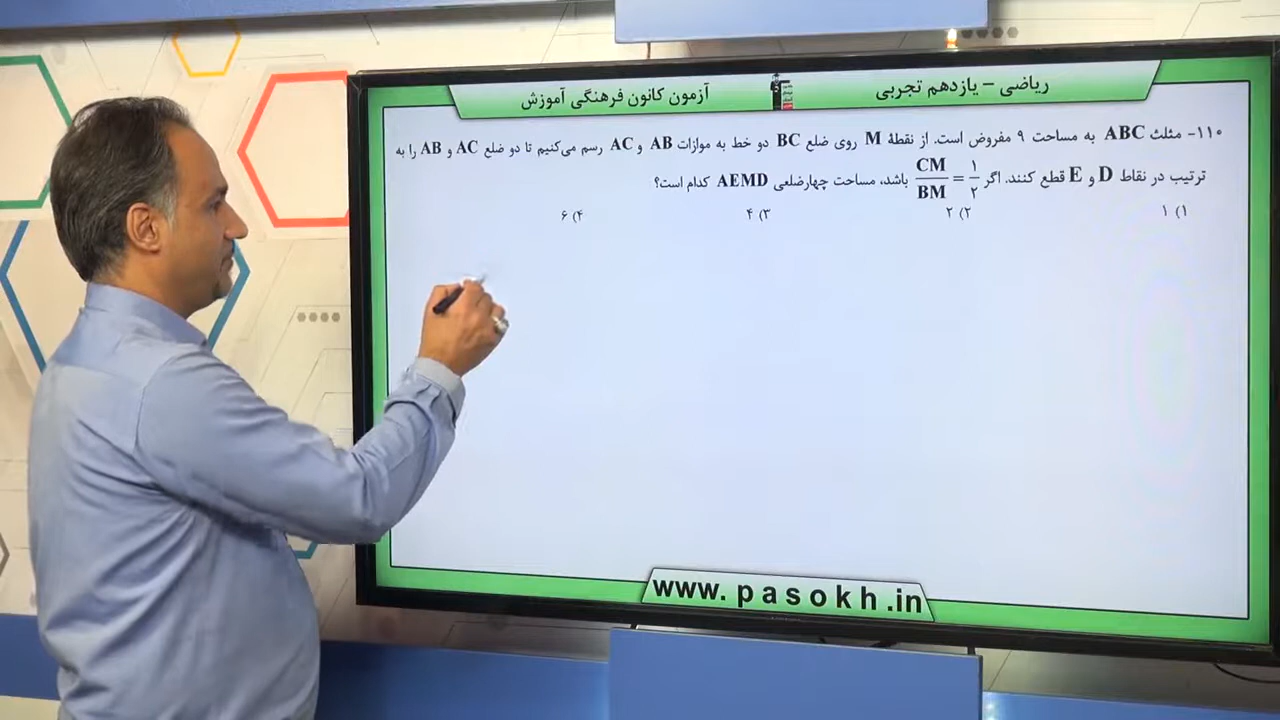 ریاضی – یازدهم تجربی
آزمون کانون فرهنگی آموزش
۱۱۰- مثلث ABC به مساحت ۹ مفروض است. از نقطهٔ M روی ضلع BC دو خط به موازات AB و AC رسم می‌کنیم تا دو ضلع AC و AB را به
ترتیب در نقاط D و E قطع کنند. اگر CM/BM = ۱/۲ باشد، مساحت چهارضلعی AEMD کدام است؟
۱) ۱ ۲) ۲ ۳) ۴ ۴) ۶
www.pasokh.in